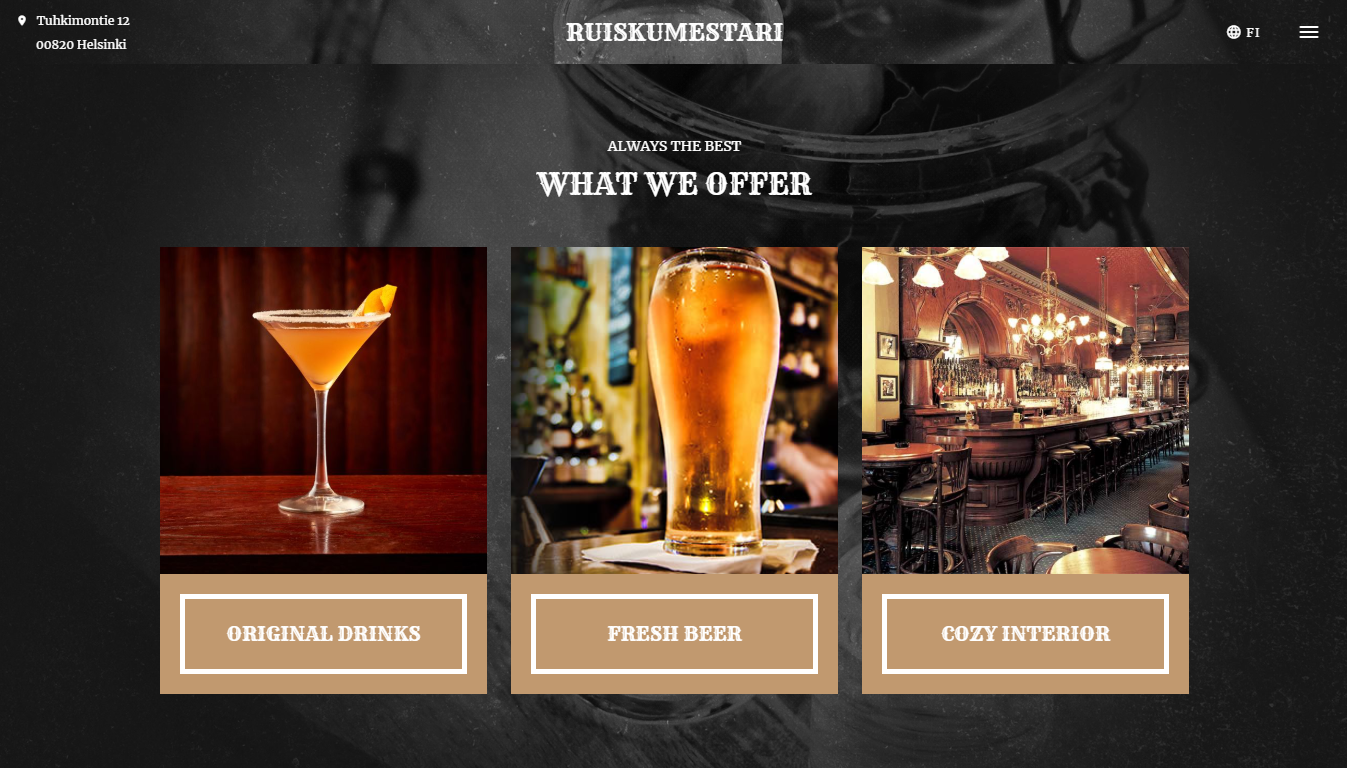 Tuhkimontie 12
00820 Helsinki
RUISKUMESTARI
FI
ALWAYS THE BEST
WHAT WE OFFER
ORIGINAL DRINKS
FRESH BEER
COZY INTERIOR